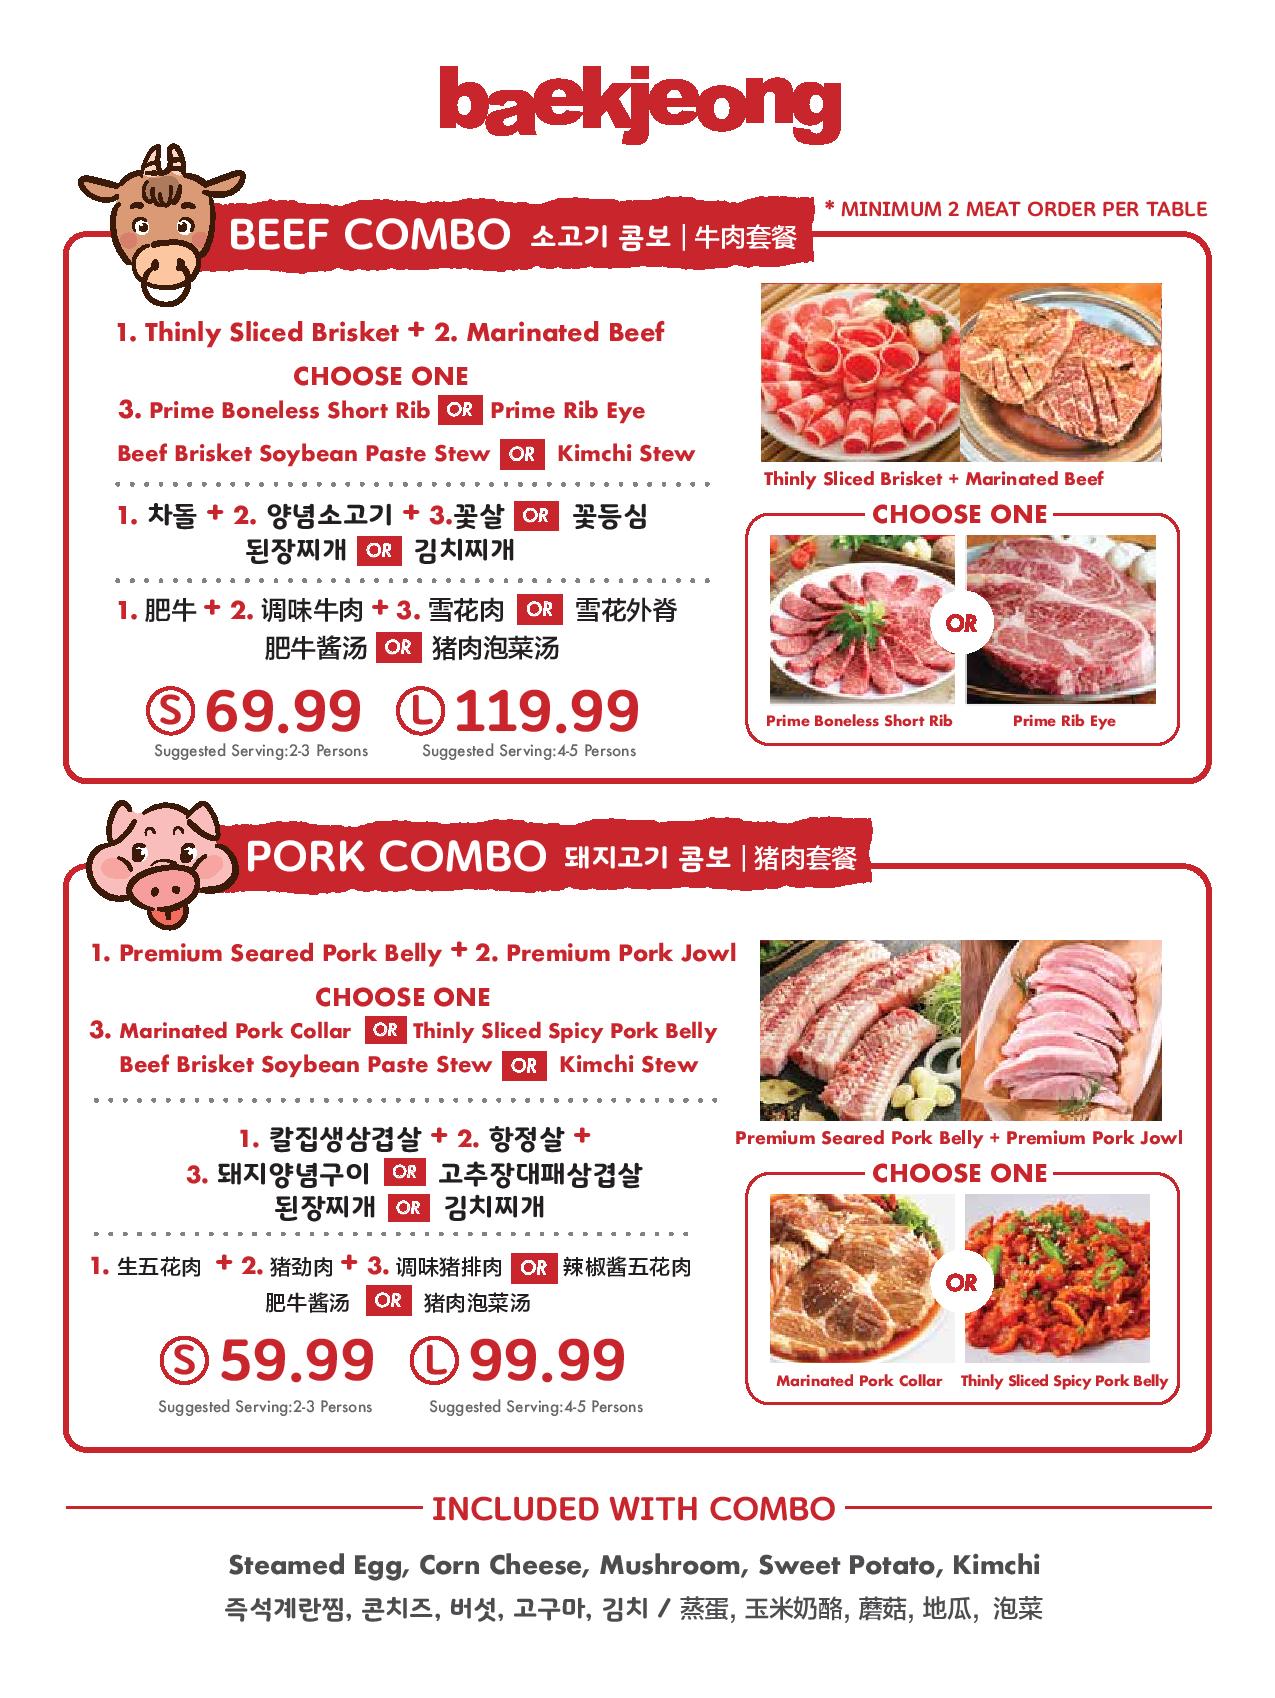 baekjeong
* MINIMUM 2 MEAT ORDER PER TABLE
BEEF COMBO 소고기 콤보 | 牛肉套餐
1. Thinly Sliced Brisket + 2. Marinated Beef
CHOOSE ONE
3. Prime Boneless Short Rib OR Prime Rib Eye
Beef Brisket Soybean Paste Stew OR Kimchi Stew
1. 차돌 + 2. 양념소고기 + 3.꽃살 OR 꽃등심
된장찌개 OR 김치찌개
1. 肥牛 + 2. 调味牛肉 + 3. 雪花肉 OR 雪花外脊
肥牛酱汤 OR 猪肉泡菜汤
S 69.99 L 119.99
Suggested Serving:2-3 Persons Suggested Serving:4-5 Persons
Thinly Sliced Brisket + Marinated Beef
CHOOSE ONE
OR
Prime Boneless Short Rib Prime Rib Eye
PORK COMBO 돼지고기 콤보 | 猪肉套餐
1. Premium Seared Pork Belly + 2. Premium Pork Jowl
CHOOSE ONE
3. Marinated Pork Collar OR Thinly Sliced Spicy Pork Belly
Beef Brisket Soybean Paste Stew OR Kimchi Stew
1. 칼집생삼겹살 + 2. 항정살 +
3. 돼지양념구이 OR 고추장대패삼겹살
된장찌개 OR 김치찌개
1. 生五花肉 + 2. 猪劲肉 + 3. 调味猪排肉 OR 辣椒酱五花肉
肥牛酱汤 OR 猪肉泡菜汤
S 59.99 L 99.99
Suggested Serving:2-3 Persons Suggested Serving:4-5 Persons
Premium Seared Pork Belly + Premium Pork Jowl
CHOOSE ONE
OR
Marinated Pork Collar Thinly Sliced Spicy Pork Belly
INCLUDED WITH COMBO
Steamed Egg, Corn Cheese, Mushroom, Sweet Potato, Kimchi
즉석계란찜, 콘치즈, 버섯, 고구마, 김치 / 蒸蛋, 玉米奶酪, 蘑菇, 地瓜, 泡菜